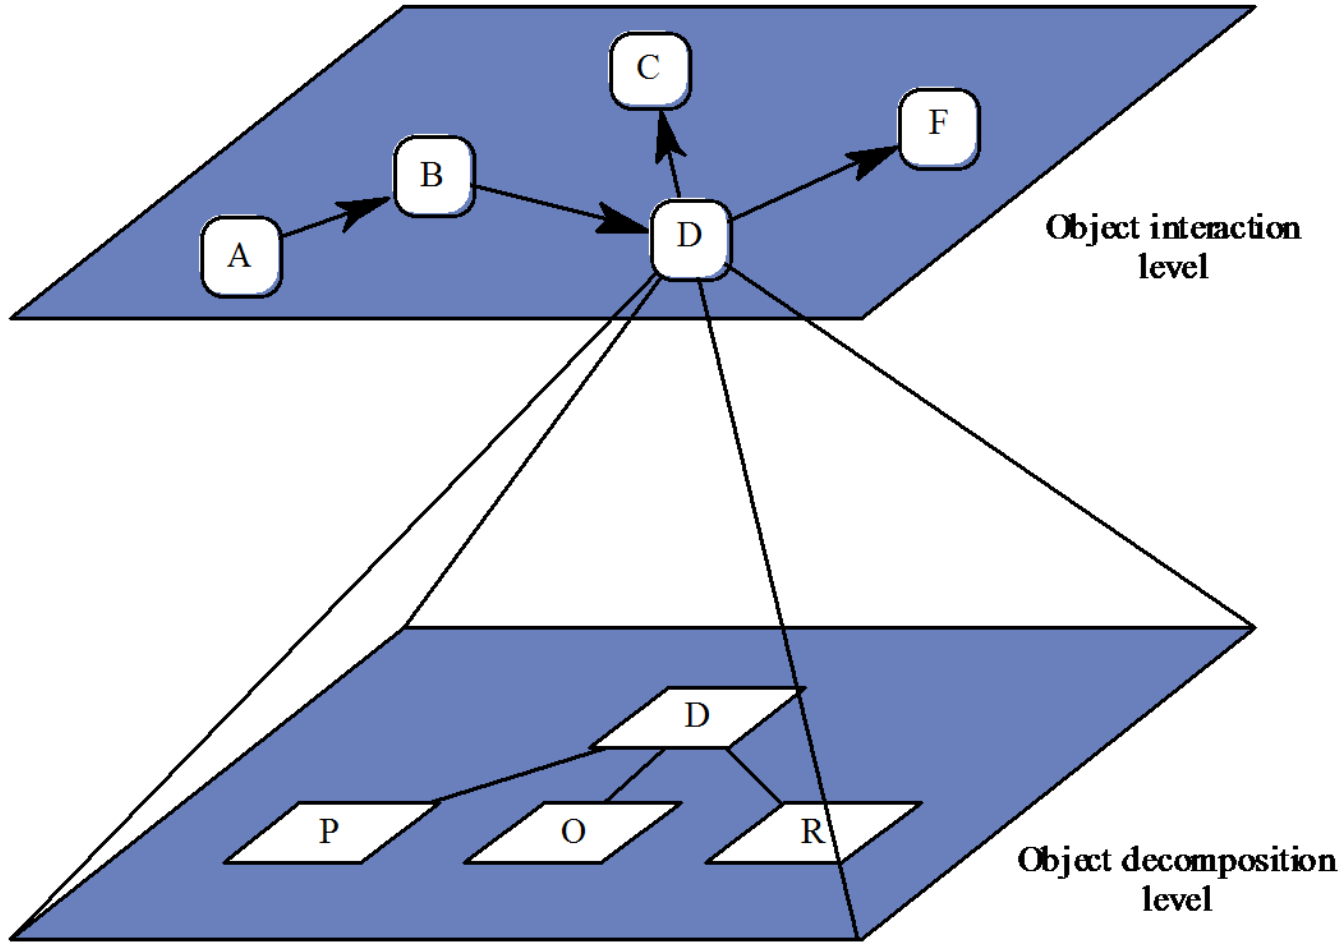 C
F
B
D
A
Object interaction
level
D
P
O
R
Object decomposition
level